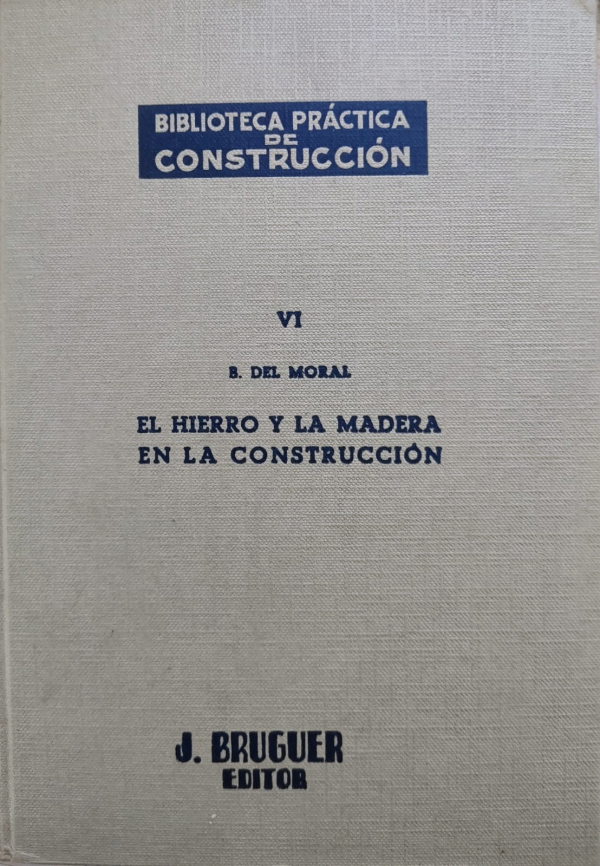 BIBLIOTECA PRÁCTICA
DE
CONSTRUCCIÓN
VI
B. DEL MORAL
EL HIERRO Y LA MADERA
EN LA CONSTRUCCIÓN
J. BRUGUER
EDITOR